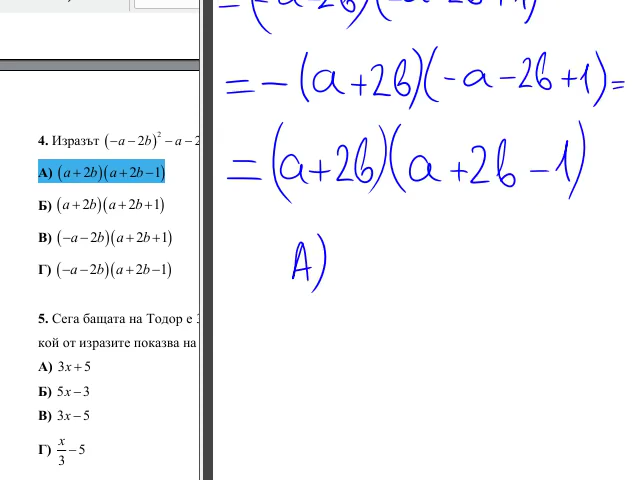 4. Изразът (−a−2b)² − a − 2
А) (a+2b)(a+2b−1)
Б) (a+2b)(a+2b+1)
В) (−a−2b)(a+2b+1)
Г) (−a−2b)(a+2b−1)
5. Сега бащата на Тодор е
кой от изразите показва на
А) 3x+5
Б) 5x−3
В) 3x−5
Г) x/3 −5
=−(a+2b)(−a−2b+1)=
=(a+2b)(a+2b−1)
А)